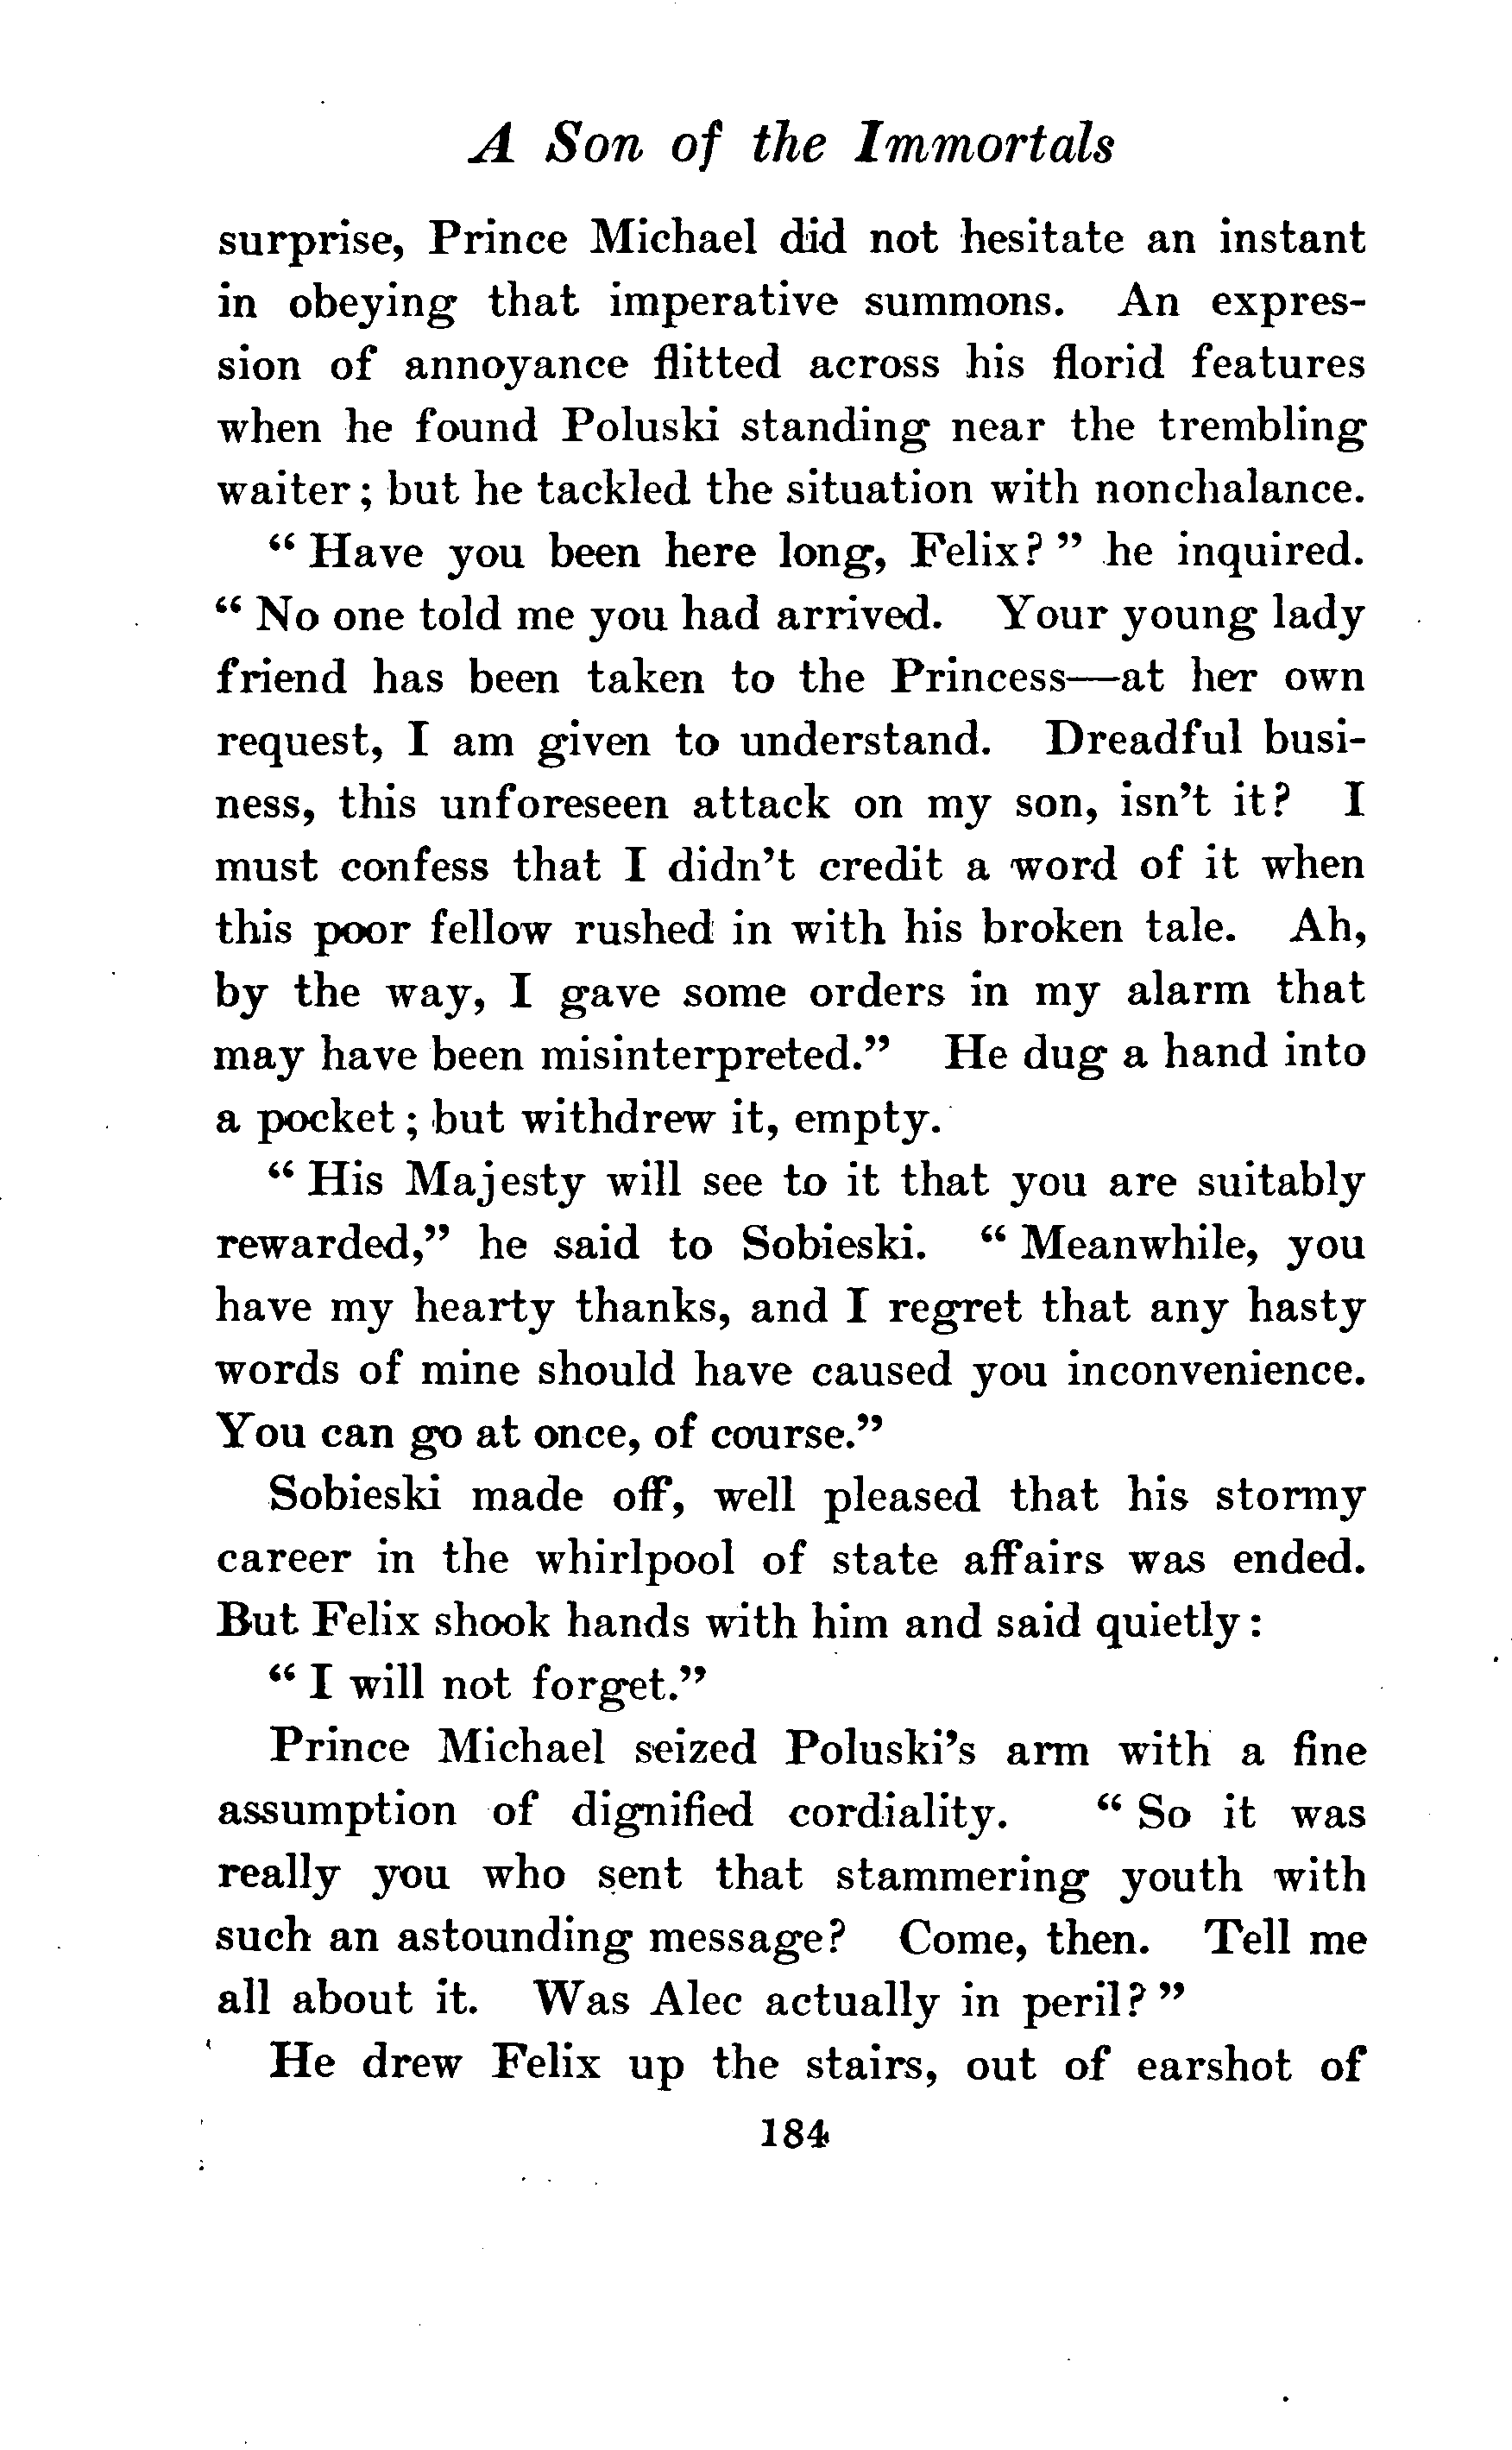 A Son of the Immortals
surprise, Prince Michael did not hesitate an instant
in obeying that imperative summons. An expres-
sion of annoyance flitted across his florid features
when he found Poluski standing near the trembling
waiter; but he tackled the situation with nonchalance.
“Have you been here long, Felix?” he inquired.
“No one told me you had arrived. Your young lady
friend has been taken to the Princess—at her own
request, I am given to understand. Dreadful busi-
ness, this unforeseen attack on my son, isn’t it? I
must confess that I didn’t credit a word of it when
this poor fellow rushed in with his broken tale. Ah,
by the way, I gave some orders in my alarm that
may have been misinterpreted.” He dug a hand into
a pocket; but withdrew it, empty.
“His Majesty will see to it that you are suitably
rewarded,” he said to Sobieski. “Meanwhile, you
have my hearty thanks, and I regret that any hasty
words of mine should have caused you inconvenience.
You can go at once, of course.”
Sobieski made off, well pleased that his stormy
career in the whirlpool of state affairs was ended.
But Felix shook hands with him and said quietly:
“I will not forget.”
Prince Michael seized Poluski’s arm with a fine
assumption of dignified cordiality. “So it was
really you who sent that stammering youth with
such an astounding message? Come, then. Tell me
all about it. Was Alec actually in peril?”
He drew Felix up the stairs, out of earshot of
184